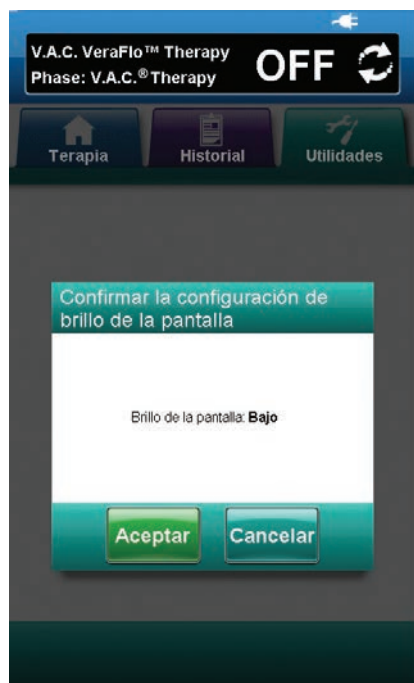 V.A.C. VeraFlo™ Therapy
Phase: V.A.C.® Therapy
OFF
Terapia
Historial
Utilidades
Confirmar la configuración de
brillo de la pantalla
Brillo de la pantalla: Bajo
Aceptar
Cancelar